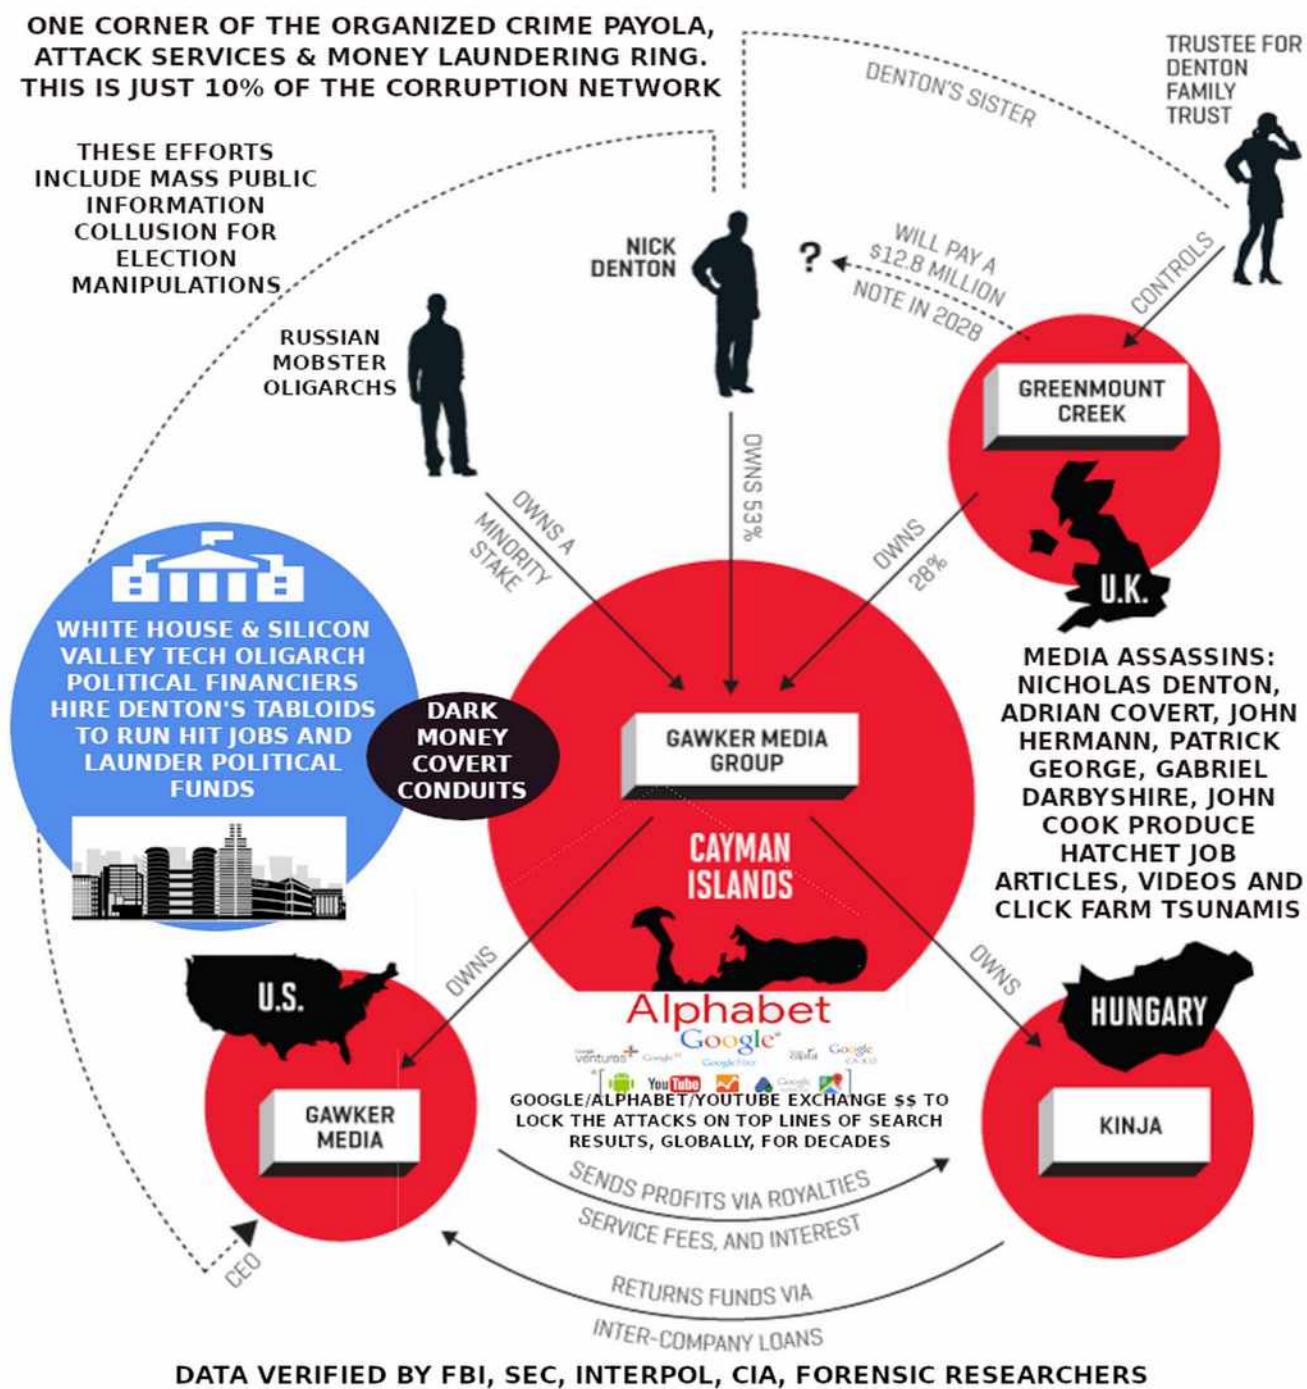 ONE CORNER OF THE ORGANIZED CRIME PAYOLA,
ATTACK SERVICES & MONEY LAUNDERING RING.
THIS IS JUST 10% OF THE CORRUPTION NETWORK
THESE EFFORTS
INCLUDE MASS PUBLIC
INFORMATION
COLLUSION FOR
ELECTION
MANIPULATIONS
DENTON'S SISTER
TRUSTEE FOR
DENTON
FAMILY
TRUST
NICK
DENTON
?
WILL PAY A
$12.8 MILLION
NOTE IN 2028
CONTROLS
RUSSIAN
MOBSTER
OLIGARCHS
GREENMOUNT
CREEK
U.K.
OWNS A
MINORITY
STAKE
OWNS 53%
OWNS
28%
WHITE HOUSE & SILICON
VALLEY TECH OLIGARCH
POLITICAL FINANCIERS
HIRE DENTON'S TABLOIDS
TO RUN HIT JOBS AND
LAUNDER POLITICAL
FUNDS
DARK
MONEY
COVERT
CONDUITS
GAWKER MEDIA
GROUP
CAYMAN
ISLANDS
MEDIA ASSASSINS:
NICHOLAS DENTON,
ADRIAN COVERT, JOHN
HERMANN, PATRICK
GEORGE, GABRIEL
DARBYSHIRE, JOHN
COOK PRODUCE
HATCHET JOB
ARTICLES, VIDEOS AND
CLICK FARM TSUNAMIS
OWNS
OWNS
U.S.
GAWKER
MEDIA
HUNGARY
KINJA
Alphabet
Google
ventures
Google
Google
Google
YouTube
Google
GOOGLE/ALPHABET/YOUTUBE EXCHANGE $$ TO
LOCK THE ATTACKS ON TOP LINES OF SEARCH
RESULTS, GLOBALLY, FOR DECADES
SENDS PROFITS VIA ROYALTIES
SERVICE FEES, AND INTEREST
CEO
RETURNS FUNDS VIA
INTER-COMPANY LOANS
DATA VERIFIED BY FBI, SEC, INTERPOL, CIA, FORENSIC RESEARCHERS